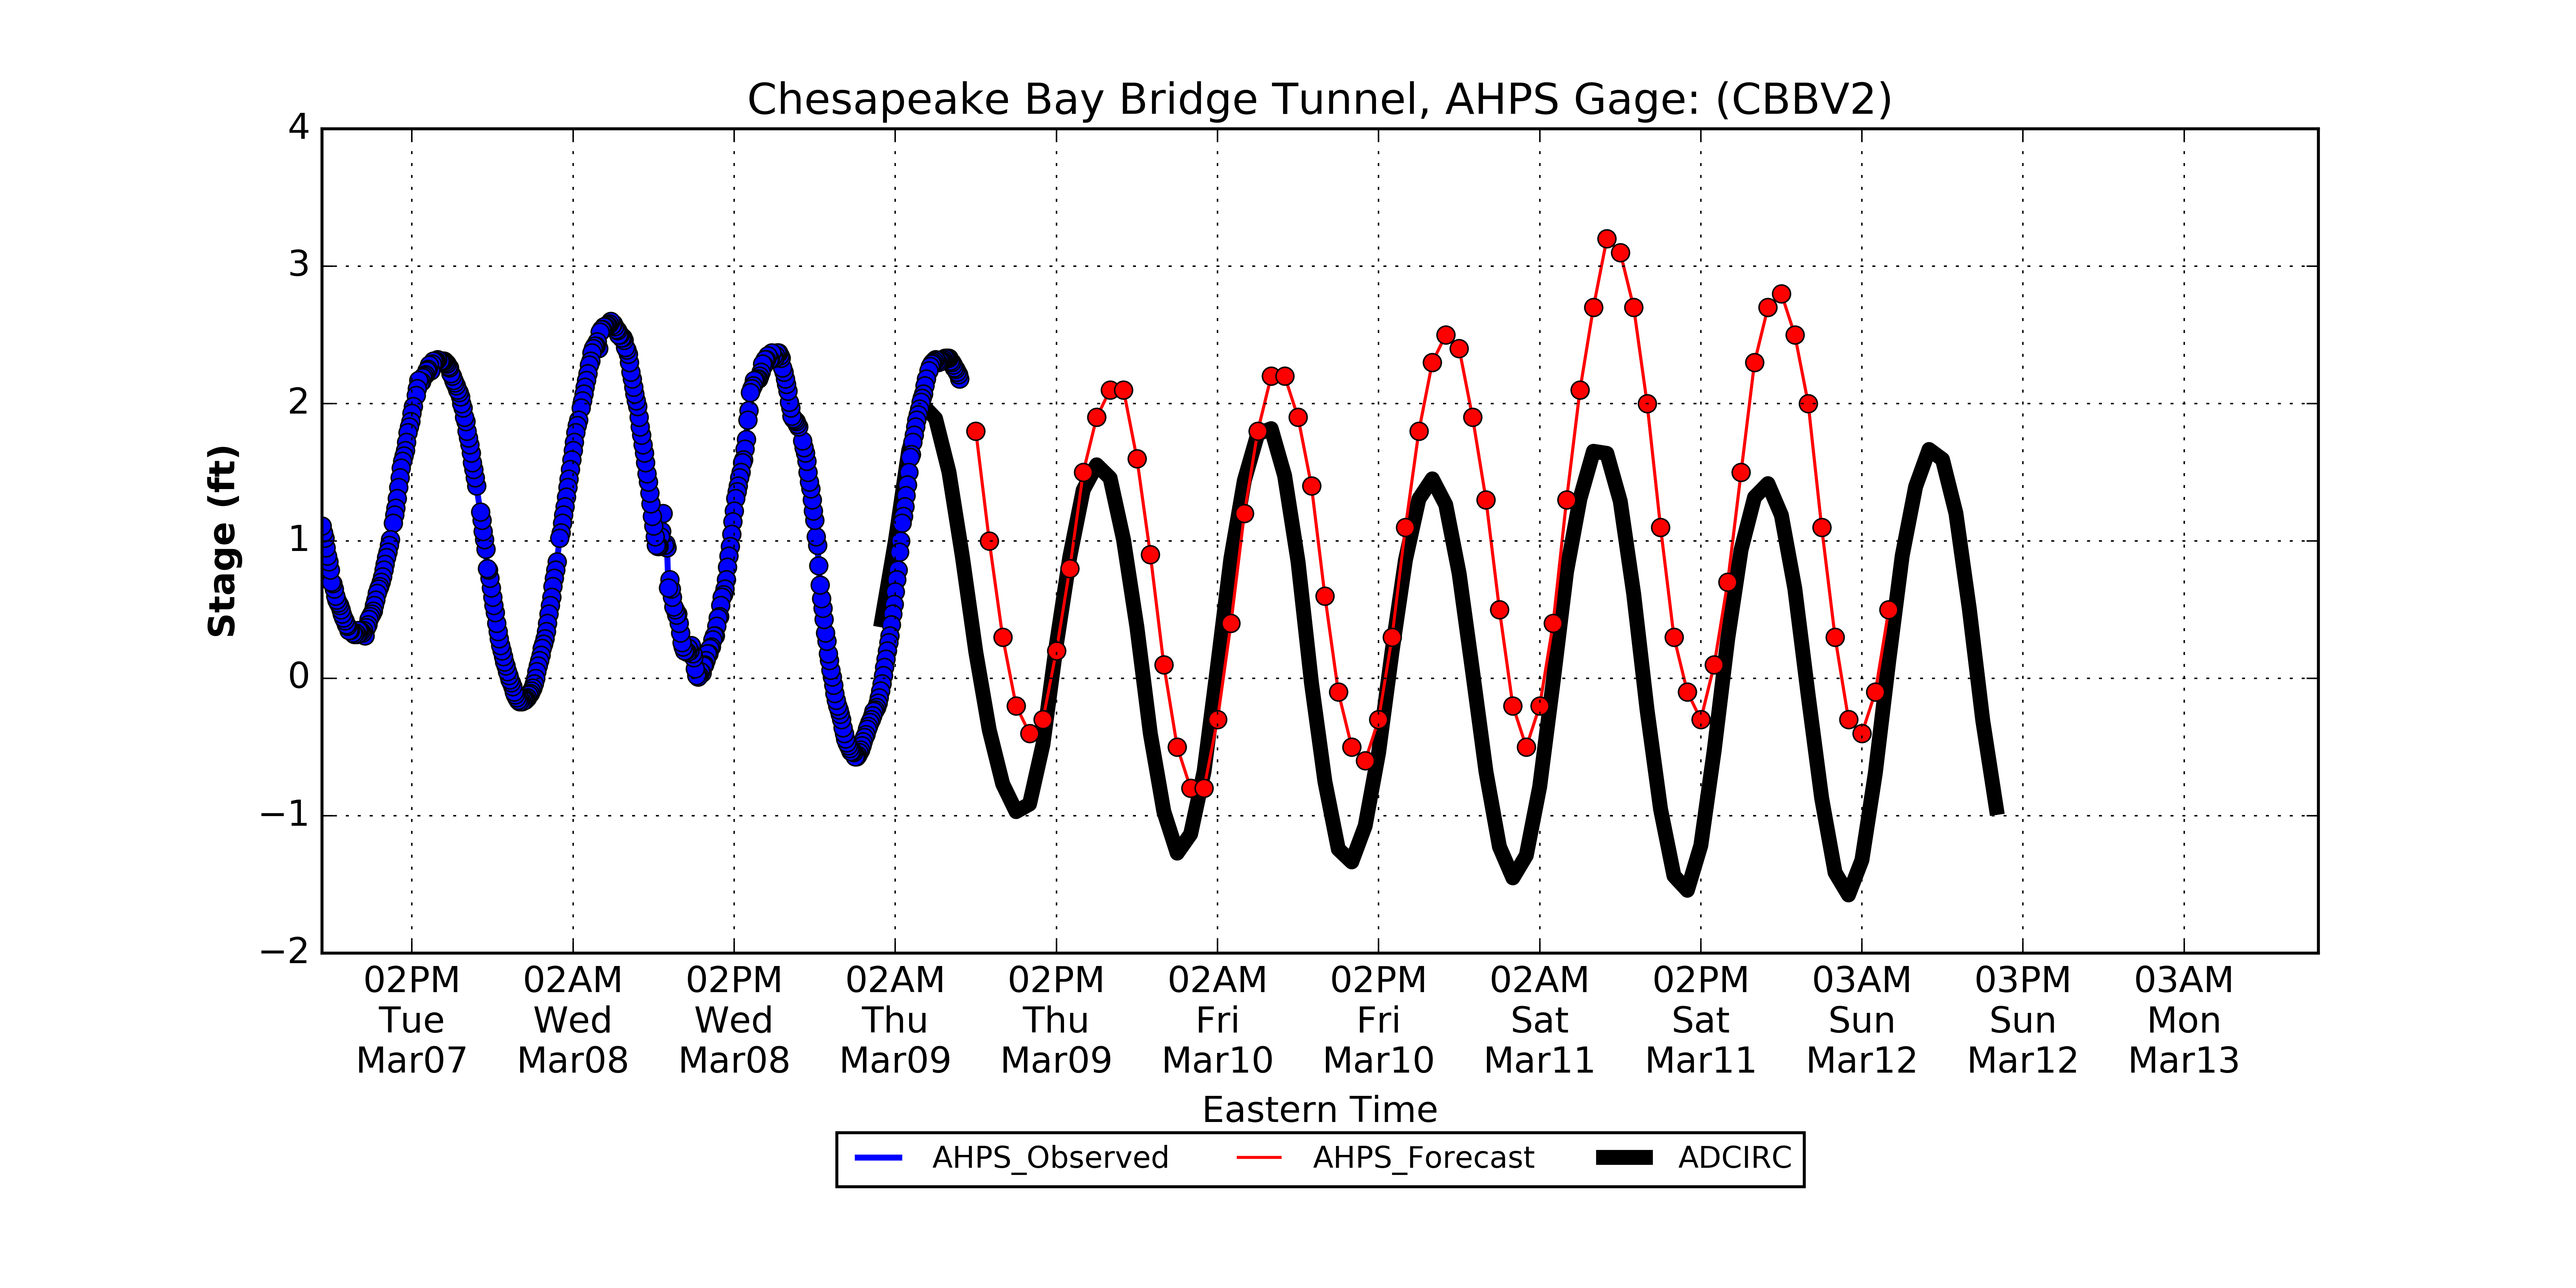 Chesapeake Bay Bridge Tunnel, AHPS Gage: (CBBV2)
4
3
2
1
0
−1
−2
Stage (ft)
02PM 02AM 02PM 02AM 02PM 02AM 02PM 02AM 02PM 03AM 03PM 03AM
Tue Wed Wed Thu Thu Fri Fri Sat Sat Sun Sun Mon
Mar07 Mar08 Mar08 Mar09 Mar09 Mar10 Mar10 Mar11 Mar11 Mar12 Mar12 Mar13
Eastern Time
AHPS_Observed AHPS_Forecast ADCIRC